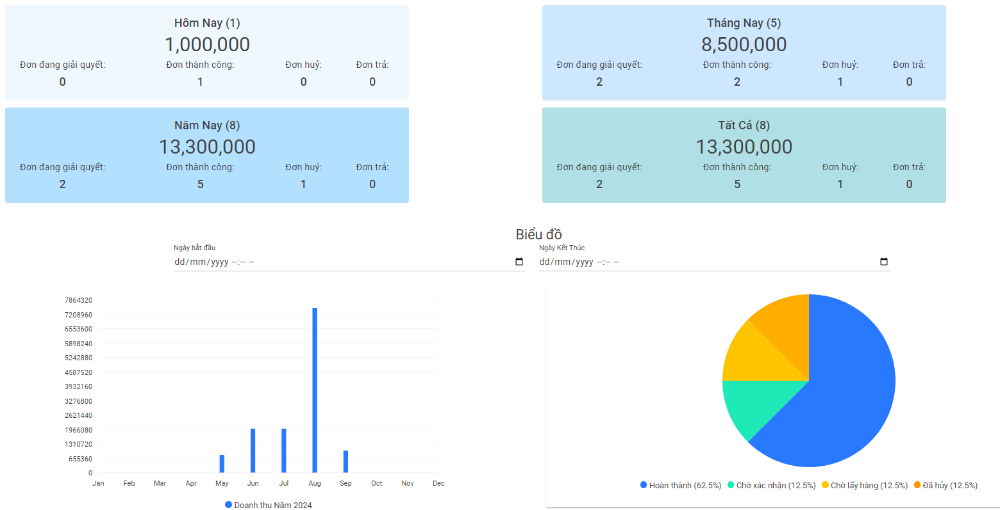 Hôm Nay (1)
1,000,000
Đơn đang giải quyết: Đơn thành công: Đơn huỷ: Đơn trả:
0 1 0 0
Tháng Nay (5)
8,500,000
Đơn đang giải quyết: Đơn thành công: Đơn huỷ: Đơn trả:
2 2 1 0
Năm Nay (8)
13,300,000
Đơn đang giải quyết: Đơn thành công: Đơn huỷ: Đơn trả:
2 5 1 0
Tất Cả (8)
13,300,000
Đơn đang giải quyết: Đơn thành công: Đơn huỷ: Đơn trả:
2 5 1 0
Biểu đồ
Ngày bắt đầu
dd/mm/yyyy --:-- --
Ngày Kết Thúc
dd/mm/yyyy --:-- --
7864320
7208960
6553600
5898240
5242880
4587520
3932160
3276800
2621440
1966080
1310720
655360
0
Jan Feb Mar Apr May Jun Jul Aug Sep Oct Nov Dec
Doanh thu Năm 2024
Hoàn thành (62.5%) Chờ xác nhận (12.5%) Chờ lấy hàng (12.5%) Đã hủy (12.5%)